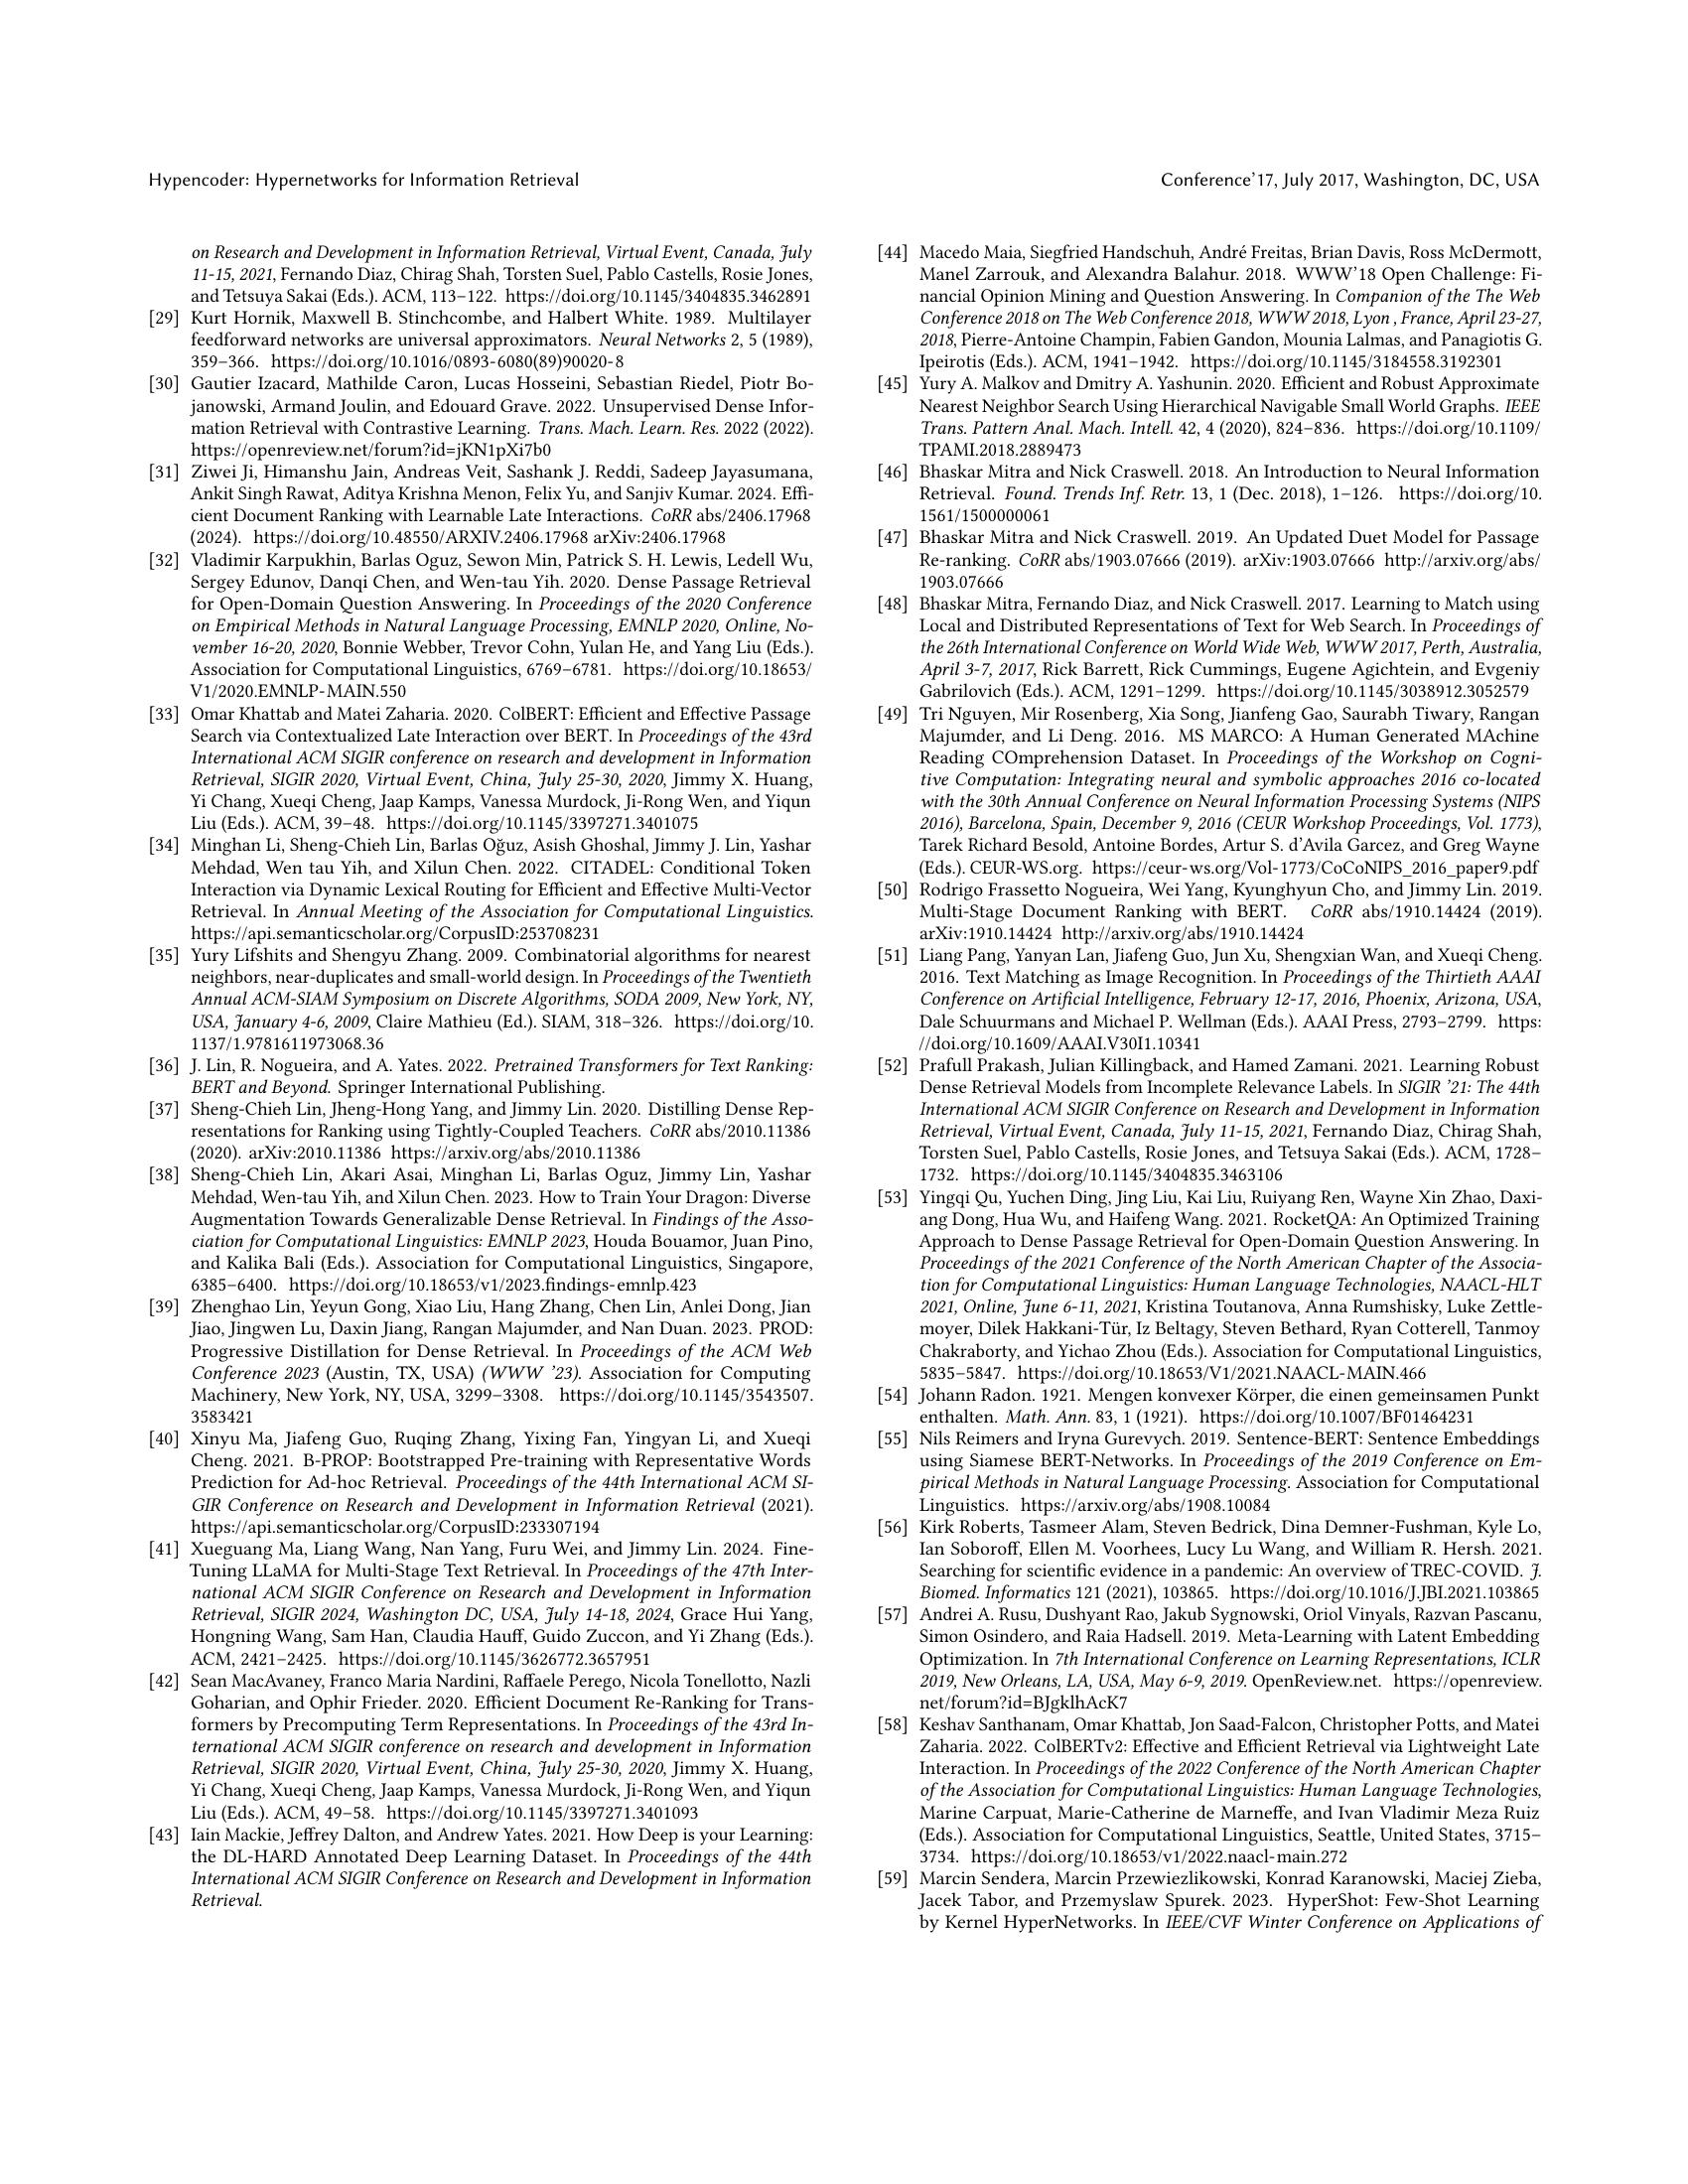 Hypencoder: Hypernetworks for Information Retrieval
Conference'17, July 2017, Washington, DC, USA
on Research and Development in Information Retrieval, Virtual Event, Canada, July
11-15, 2021, Fernando Diaz, Chirag Shah, Torsten Suel, Pablo Castells, Rosie Jones,
and Tetsuya Sakai (Eds.). ACM, 113–122. https://doi.org/10.1145/3404835.3462891
[29] Kurt Hornik, Maxwell B. Stinchcombe, and Halbert White. 1989. Multilayer
feedforward networks are universal approximators. Neural Networks 2, 5 (1989),
359–366. https://doi.org/10.1016/0893-6080(89)90020-8
[30] Gautier Izacard, Mathilde Caron, Lucas Hosseini, Sebastian Riedel, Piotr Bo-
janowski, Armand Joulin, and Edouard Grave. 2022. Unsupervised Dense Infor-
mation Retrieval with Contrastive Learning. Trans. Mach. Learn. Res. 2022 (2022).
https://openreview.net/forum?id=jKN1pXi7b0
[31] Ziwei Ji, Himanshu Jain, Andreas Veit, Sashank J. Reddi, Sadeep Jayasumana,
Ankit Singh Rawat, Aditya Krishna Menon, Felix Yu, and Sanjiv Kumar. 2024. Effi-
cient Document Ranking with Learnable Late Interactions. CoRR abs/2406.17968
(2024). https://doi.org/10.48550/ARXIV.2406.17968 arXiv:2406.17968
[32] Vladimir Karpukhin, Barlas Oguz, Sewon Min, Patrick S. H. Lewis, Ledell Wu,
Sergey Edunov, Danqi Chen, and Wen-tau Yih. 2020. Dense Passage Retrieval
for Open-Domain Question Answering. In Proceedings of the 2020 Conference
on Empirical Methods in Natural Language Processing, EMNLP 2020, Online, No-
vember 16-20, 2020, Bonnie Webber, Trevor Cohn, Yulan He, and Yang Liu (Eds.).
Association for Computational Linguistics, 6769–6781. https://doi.org/10.18653/
V1/2020.EMNLP-MAIN.550
[33] Omar Khattab and Matei Zaharia. 2020. ColBERT: Efficient and Effective Passage
Search via Contextualized Late Interaction over BERT. In Proceedings of the 43rd
International ACM SIGIR conference on research and development in Information
Retrieval, SIGIR 2020, Virtual Event, China, July 25-30, 2020, Jimmy X. Huang,
Yi Chang, Xueqi Cheng, Jaap Kamps, Vanessa Murdock, Ji-Rong Wen, and Yiqun
Liu (Eds.). ACM, 39–48. https://doi.org/10.1145/3397271.3401075
[34] Minghan Li, Sheng-Chieh Lin, Barlas Oğuz, Asish Ghoshal, Jimmy J. Lin, Yashar
Mehdad, Wen tau Yih, and Xilun Chen. 2022. CITADEL: Conditional Token
Interaction via Dynamic Lexical Routing for Efficient and Effective Multi-Vector
Retrieval. In Annual Meeting of the Association for Computational Linguistics.
https://api.semanticscholar.org/CorpusID:253708231
[35] Yury Lifshits and Shengyu Zhang. 2009. Combinatorial algorithms for nearest
neighbors, near-duplicates and small-world design. In Proceedings of the Twentieth
Annual ACM-SIAM Symposium on Discrete Algorithms, SODA 2009, New York, NY,
USA, January 4-6, 2009, Claire Mathieu (Ed.). SIAM, 318–326. https://doi.org/10.
1137/1.9781611973068.36
[36] J. Lin, R. Nogueira, and A. Yates. 2022. Pretrained Transformers for Text Ranking:
BERT and Beyond. Springer International Publishing.
[37] Sheng-Chieh Lin, Jheng-Hong Yang, and Jimmy Lin. 2020. Distilling Dense Rep-
resentations for Ranking using Tightly-Coupled Teachers. CoRR abs/2010.11386
(2020). arXiv:2010.11386 https://arxiv.org/abs/2010.11386
[38] Sheng-Chieh Lin, Akari Asai, Minghan Li, Barlas Oguz, Jimmy Lin, Yashar
Mehdad, Wen-tau Yih, and Xilun Chen. 2023. How to Train Your Dragon: Diverse
Augmentation Towards Generalizable Dense Retrieval. In Findings of the Asso-
ciation for Computational Linguistics: EMNLP 2023, Houda Bouamor, Juan Pino,
and Kalika Bali (Eds.). Association for Computational Linguistics, Singapore,
6385–6400. https://doi.org/10.18653/v1/2023.findings-emnlp.423
[39] Zhenghao Lin, Yeyun Gong, Xiao Liu, Hang Zhang, Chen Lin, Anlei Dong, Jian
Jiao, Jingwen Lu, Daxin Jiang, Rangan Majumder, and Nan Duan. 2023. PROD:
Progressive Distillation for Dense Retrieval. In Proceedings of the ACM Web
Conference 2023 (Austin, TX, USA) (WWW '23). Association for Computing
Machinery, New York, NY, USA, 3299–3308. https://doi.org/10.1145/3543507.
3583421
[40] Xinyu Ma, Jiafeng Guo, Ruqing Zhang, Yixing Fan, Yingyan Li, and Xueqi
Cheng. 2021. B-PROP: Bootstrapped Pre-training with Representative Words
Prediction for Ad-hoc Retrieval. Proceedings of the 44th International ACM SI-
GIR Conference on Research and Development in Information Retrieval (2021).
https://api.semanticscholar.org/CorpusID:233307194
[41] Xueguang Ma, Liang Wang, Nan Yang, Furu Wei, and Jimmy Lin. 2024. Fine-
Tuning LLaMA for Multi-Stage Text Retrieval. In Proceedings of the 47th Inter-
national ACM SIGIR Conference on Research and Development in Information
Retrieval, SIGIR 2024, Washington DC, USA, July 14-18, 2024, Grace Hui Yang,
Hongning Wang, Sam Han, Claudia Hauff, Guido Zuccon, and Yi Zhang (Eds.).
ACM, 2421–2425. https://doi.org/10.1145/3626772.3657951
[42] Sean MacAvaney, Franco Maria Nardini, Raffaele Perego, Nicola Tonellotto, Nazli
Goharian, and Ophir Frieder. 2020. Efficient Document Re-Ranking for Trans-
formers by Precomputing Term Representations. In Proceedings of the 43rd In-
ternational ACM SIGIR conference on research and development in Information
Retrieval, SIGIR 2020, Virtual Event, China, July 25-30, 2020, Jimmy X. Huang,
Yi Chang, Xueqi Cheng, Jaap Kamps, Vanessa Murdock, Ji-Rong Wen, and Yiqun
Liu (Eds.). ACM, 49–58. https://doi.org/10.1145/3397271.3401093
[43] Iain Mackie, Jeffrey Dalton, and Andrew Yates. 2021. How Deep is your Learning:
the DL-HARD Annotated Deep Learning Dataset. In Proceedings of the 44th
International ACM SIGIR Conference on Research and Development in Information
Retrieval.
[44] Macedo Maia, Siegfried Handschuh, André Freitas, Brian Davis, Ross McDermott,
Manel Zarrouk, and Alexandra Balahur. 2018. WWW'18 Open Challenge: Fi-
nancial Opinion Mining and Question Answering. In Companion of the The Web
Conference 2018 on The Web Conference 2018, WWW 2018, Lyon , France, April 23-27,
2018, Pierre-Antoine Champin, Fabien Gandon, Mounia Lalmas, and Panagiotis G.
Ipeirotis (Eds.). ACM, 1941–1942. https://doi.org/10.1145/3184558.3192301
[45] Yury A. Malkov and Dmitry A. Yashunin. 2020. Efficient and Robust Approximate
Nearest Neighbor Search Using Hierarchical Navigable Small World Graphs. IEEE
Trans. Pattern Anal. Mach. Intell. 42, 4 (2020), 824–836. https://doi.org/10.1109/
TPAMI.2018.2889473
[46] Bhaskar Mitra and Nick Craswell. 2018. An Introduction to Neural Information
Retrieval. Found. Trends Inf. Retr. 13, 1 (Dec. 2018), 1–126. https://doi.org/10.
1561/1500000061
[47] Bhaskar Mitra and Nick Craswell. 2019. An Updated Duet Model for Passage
Re-ranking. CoRR abs/1903.07666 (2019). arXiv:1903.07666 http://arxiv.org/abs/
1903.07666
[48] Bhaskar Mitra, Fernando Diaz, and Nick Craswell. 2017. Learning to Match using
Local and Distributed Representations of Text for Web Search. In Proceedings of
the 26th International Conference on World Wide Web, WWW 2017, Perth, Australia,
April 3-7, 2017, Rick Barrett, Rick Cummings, Eugene Agichtein, and Evgeniy
Gabrilovich (Eds.). ACM, 1291–1299. https://doi.org/10.1145/3038912.3052579
[49] Tri Nguyen, Mir Rosenberg, Xia Song, Jianfeng Gao, Saurabh Tiwary, Rangan
Majumder, and Li Deng. 2016. MS MARCO: A Human Generated MAchine
Reading COmprehension Dataset. In Proceedings of the Workshop on Cogni-
tive Computation: Integrating neural and symbolic approaches 2016 co-located
with the 30th Annual Conference on Neural Information Processing Systems (NIPS
2016), Barcelona, Spain, December 9, 2016 (CEUR Workshop Proceedings, Vol. 1773),
Tarek Richard Besold, Antoine Bordes, Artur S. d'Avila Garcez, and Greg Wayne
(Eds.). CEUR-WS.org. https://ceur-ws.org/Vol-1773/CoCoNIPS_2016_paper9.pdf
[50] Rodrigo Frassetto Nogueira, Wei Yang, Kyunghyun Cho, and Jimmy Lin. 2019.
Multi-Stage Document Ranking with BERT. CoRR abs/1910.14424 (2019).
arXiv:1910.14424 http://arxiv.org/abs/1910.14424
[51] Liang Pang, Yanyan Lan, Jiafeng Guo, Jun Xu, Shengxian Wan, and Xueqi Cheng.
2016. Text Matching as Image Recognition. In Proceedings of the Thirtieth AAAI
Conference on Artificial Intelligence, February 12-17, 2016, Phoenix, Arizona, USA,
Dale Schuurmans and Michael P. Wellman (Eds.). AAAI Press, 2793–2799. https:
//doi.org/10.1609/AAAI.V30I1.10341
[52] Prafull Prakash, Julian Killingback, and Hamed Zamani. 2021. Learning Robust
Dense Retrieval Models from Incomplete Relevance Labels. In SIGIR '21: The 44th
International ACM SIGIR Conference on Research and Development in Information
Retrieval, Virtual Event, Canada, July 11-15, 2021, Fernando Diaz, Chirag Shah,
Torsten Suel, Pablo Castells, Rosie Jones, and Tetsuya Sakai (Eds.). ACM, 1728–
1732. https://doi.org/10.1145/3404835.3463106
[53] Yingqi Qu, Yuchen Ding, Jing Liu, Kai Liu, Ruiyang Ren, Wayne Xin Zhao, Daxi-
ang Dong, Hua Wu, and Haifeng Wang. 2021. RocketQA: An Optimized Training
Approach to Dense Passage Retrieval for Open-Domain Question Answering. In
Proceedings of the 2021 Conference of the North American Chapter of the Associa-
tion for Computational Linguistics: Human Language Technologies, NAACL-HLT
2021, Online, June 6-11, 2021, Kristina Toutanova, Anna Rumshisky, Luke Zettle-
moyer, Dilek Hakkani-Tür, Iz Beltagy, Steven Bethard, Ryan Cotterell, Tanmoy
Chakraborty, and Yichao Zhou (Eds.). Association for Computational Linguistics,
5835–5847. https://doi.org/10.18653/V1/2021.NAACL-MAIN.466
[54] Johann Radon. 1921. Mengen konvexer Körper, die einen gemeinsamen Punkt
enthalten. Math. Ann. 83, 1 (1921). https://doi.org/10.1007/BF01464231
[55] Nils Reimers and Iryna Gurevych. 2019. Sentence-BERT: Sentence Embeddings
using Siamese BERT-Networks. In Proceedings of the 2019 Conference on Em-
pirical Methods in Natural Language Processing. Association for Computational
Linguistics. https://arxiv.org/abs/1908.10084
[56] Kirk Roberts, Tasmeer Alam, Steven Bedrick, Dina Demner-Fushman, Kyle Lo,
Ian Soboroff, Ellen M. Voorhees, Lucy Lu Wang, and William R. Hersh. 2021.
Searching for scientific evidence in a pandemic: An overview of TREC-COVID. J.
Biomed. Informatics 121 (2021), 103865. https://doi.org/10.1016/J.JBI.2021.103865
[57] Andrei A. Rusu, Dushyant Rao, Jakub Sygnowski, Oriol Vinyals, Razvan Pascanu,
Simon Osindero, and Raia Hadsell. 2019. Meta-Learning with Latent Embedding
Optimization. In 7th International Conference on Learning Representations, ICLR
2019, New Orleans, LA, USA, May 6-9, 2019. OpenReview.net. https://openreview.
net/forum?id=BJgklhAcK7
[58] Keshav Santhanam, Omar Khattab, Jon Saad-Falcon, Christopher Potts, and Matei
Zaharia. 2022. ColBERTv2: Effective and Efficient Retrieval via Lightweight Late
Interaction. In Proceedings of the 2022 Conference of the North American Chapter
of the Association for Computational Linguistics: Human Language Technologies,
Marine Carpuat, Marie-Catherine de Marneffe, and Ivan Vladimir Meza Ruiz
(Eds.). Association for Computational Linguistics, Seattle, United States, 3715–
3734. https://doi.org/10.18653/v1/2022.naacl-main.272
[59] Marcin Sendera, Marcin Przewiezlikowski, Konrad Karanowski, Maciej Zieba,
Jacek Tabor, and Przemyslaw Spurek. 2023. HyperShot: Few-Shot Learning
by Kernel HyperNetworks. In IEEE/CVF Winter Conference on Applications of